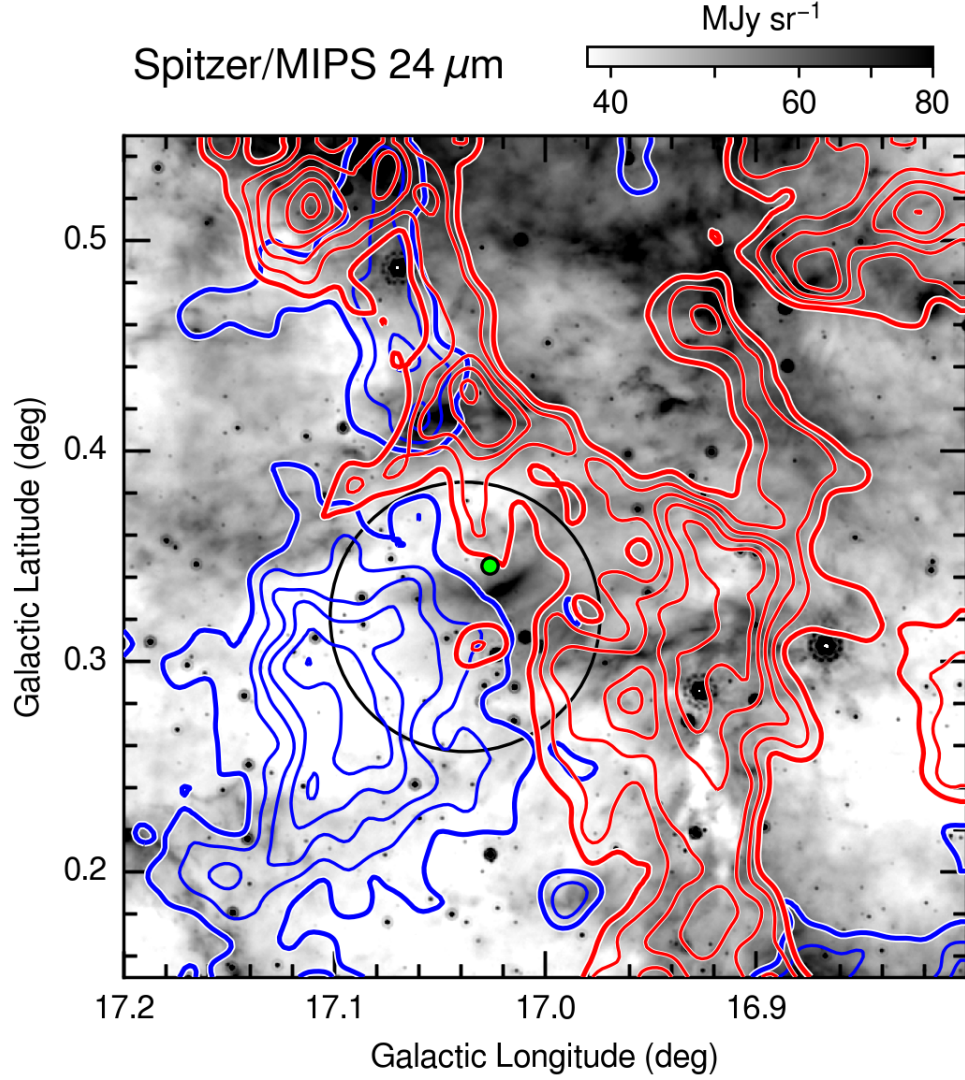 MJy sr⁻¹
Spitzer/MIPS 24 μm
40 60 80
0.5
0.4
0.3
0.2
Galactic Latitude (deg)
17.2 17.1 17.0 16.9
Galactic Longitude (deg)